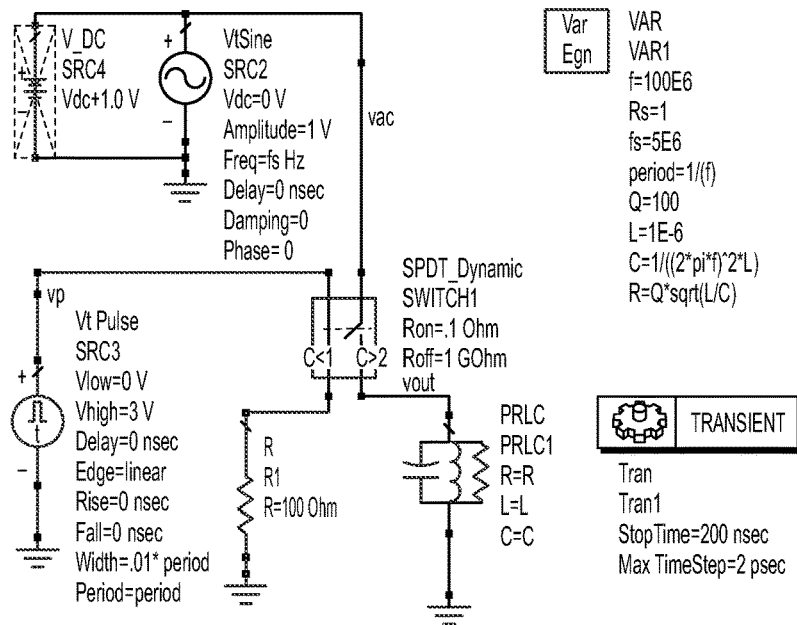 V_DC
SRC4
Vdc+1.0 V
+
−
+
−
VtSine
SRC2
Vdc=0 V
Amplitude=1 V
Freq=fs Hz
Delay=0 nsec
Damping=0
Phase= 0
vac
Var
Egn
VAR
VAR1
f=100E6
Rs=1
fs=5E6
period=1/(f)
Q=100
L=1E-6
C=1/((2*pi*f)^2*L)
R=Q*sqrt(L/C)
vp
+
t
−
Vt Pulse
SRC3
Vlow=0 V
Vhigh=3 V
Delay=0 nsec
Edge=linear
Rise=0 nsec
Fall=0 nsec
Width=.01* period
Period=period
SPDT_Dynamic
SWITCH1
Ron=.1 Ohm
Roff=1 GOhm
C<1
C>2
vout
R
R1
R=100 Ohm
PRLC
PRLC1
R=R
L=L
C=C
TRANSIENT
Tran
Tran1
StopTime=200 nsec
Max TimeStep=2 psec